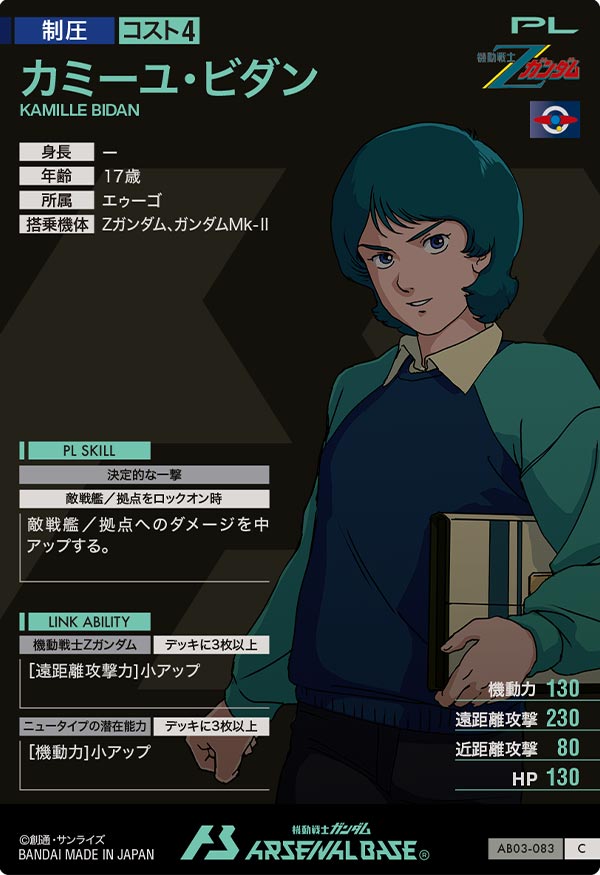 制圧 コスト4 PL
カミーユ・ビダン
KAMILLE BIDAN
機動戦士
Zガンダム
身長 ー
年齢 17歳
所属 エゥーゴ
搭乗機体 Zガンダム、ガンダムMk-II
PL SKILL
決定的な一撃
敵戦艦／拠点をロックオン時
敵戦艦／拠点へのダメージを中
アップする。
LINK ABILITY
機動戦士Zガンダム デッキに3枚以上
[遠距離攻撃力]小アップ
ニュータイプの潜在能力 デッキに3枚以上
[機動力]小アップ
機動力 130
遠距離攻撃 230
近距離攻撃 80
HP 130
©創通・サンライズ
BANDAI MADE IN JAPAN
機動戦士ガンダム
ARSENAL BASE®
AB03-083 C